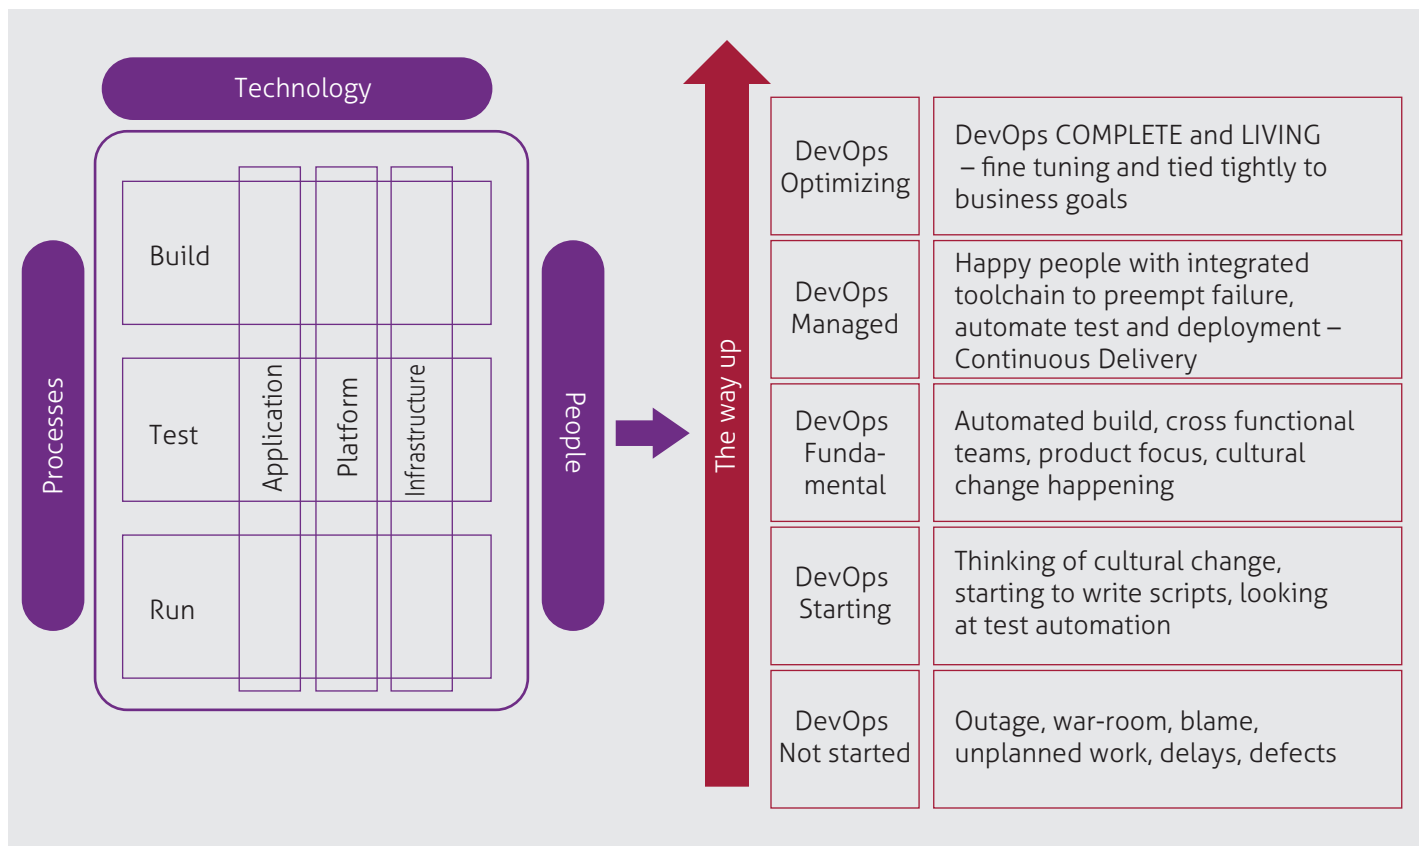 Technology
Processes
Build
Test
Run
Application
Platform
Infrastructure
People
The way up
DevOps
Optimizing
DevOps COMPLETE and LIVING
– fine tuning and tied tightly to
business goals
DevOps
Managed
Happy people with integrated
toolchain to preempt failure,
automate test and deployment –
Continuous Delivery
DevOps
Funda-
mental
Automated build, cross functional
teams, product focus, cultural
change happening
DevOps
Starting
Thinking of cultural change,
starting to write scripts, looking
at test automation
DevOps
Not started
Outage, war-room, blame,
unplanned work, delays, defects